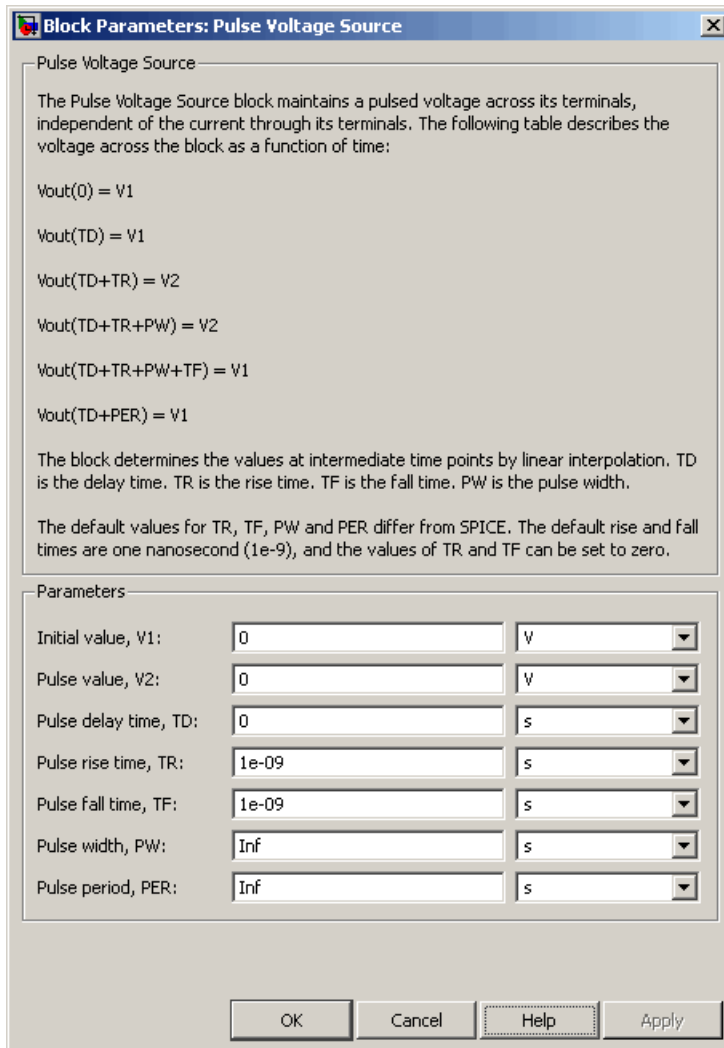 Block Parameters: Pulse Voltage Source
Pulse Voltage Source
The Pulse Voltage Source block maintains a pulsed voltage across its terminals,
independent of the current through its terminals. The following table describes the
voltage across the block as a function of time:
Vout(0) = V1
Vout(TD) = V1
Vout(TD+TR) = V2
Vout(TD+TR+PW) = V2
Vout(TD+TR+PW+TF) = V1
Vout(TD+PER) = V1
The block determines the values at intermediate time points by linear interpolation. TD
is the delay time. TR is the rise time. TF is the fall time. PW is the pulse width.
The default values for TR, TF, PW and PER differ from SPICE. The default rise and fall
times are one nanosecond (1e-9), and the values of TR and TF can be set to zero.
Parameters
Initial value, V1: 0 V
Pulse value, V2: 0 V
Pulse delay time, TD: 0 s
Pulse rise time, TR: 1e-09 s
Pulse fall time, TF: 1e-09 s
Pulse width, PW: Inf s
Pulse period, PER: Inf s
OK Cancel Help Apply